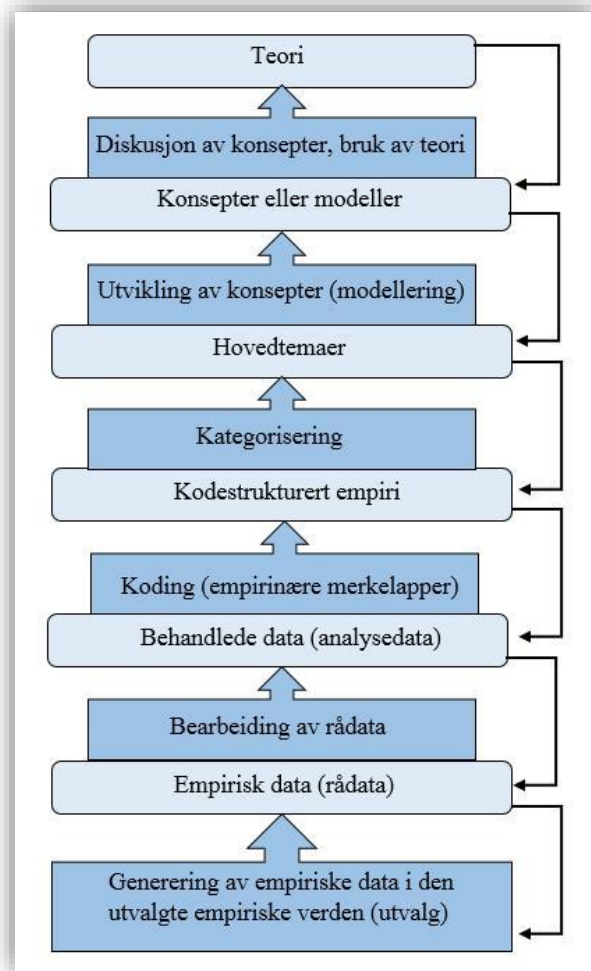 Teori
Diskusjon av konsepter, bruk av teori
Konsepter eller modeller
Utvikling av konsepter (modellering)
Hovedtemaer
Kategorisering
Kodestrukturert empiri
Koding (empirinære merkelapper)
Behandlede data (analysedata)
Bearbeiding av rådata
Empirisk data (rådata)
Generering av empiriske data i den
utvalgte empiriske verden (utvalg)